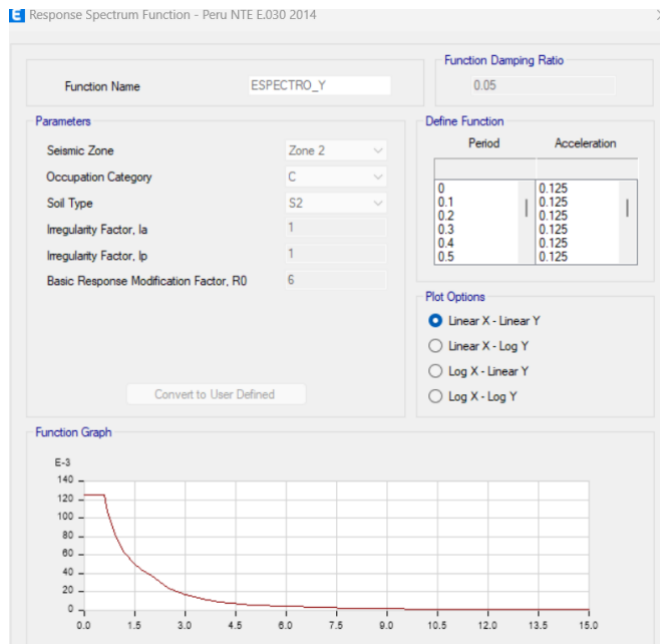 E Response Spectrum Function - Peru NTE E.030 2014
Function Name ESPECTRO_Y
Function Damping Ratio
0.05
Parameters
Seismic Zone Zone 2
Occupation Category C
Soil Type S2
Irregularity Factor, Ia 1
Irregularity Factor, Ip 1
Basic Response Modification Factor, R0 6
Convert to User Defined
Define Function
Period Acceleration
0 0.125
0.1 0.125
0.2 0.125
0.3 0.125
0.4 0.125
0.5 0.125
Plot Options
Linear X - Linear Y
Linear X - Log Y
Log X - Linear Y
Log X - Log Y
Function Graph
E-3
140
120
100
80
60
40
20
0
0.0 1.5 3.0 4.5 6.0 7.5 9.0 10.5 12.0 13.5 15.0